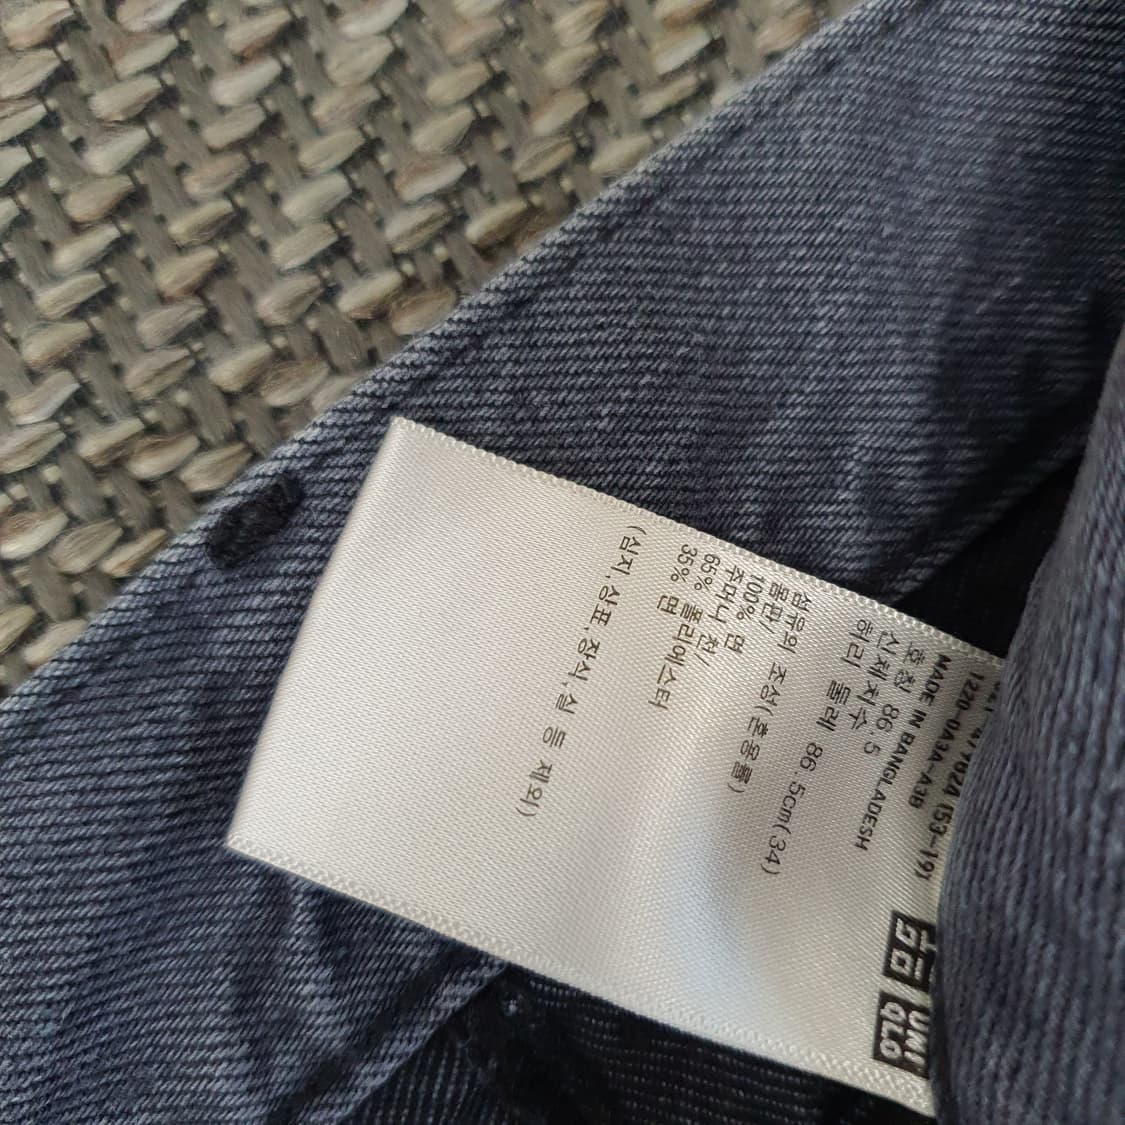 UNI
QLO
1220-0A3A-A3B
MADE IN BANGLADESH
호칭 86.5
신체치수
허리 둘레 86.5cm(34)
섬유의 조성(혼용률)
몸판/
100% 면
주머니 천/
65% 폴리에스터
35% 면
(심지,상표,장식,실 등 제외)